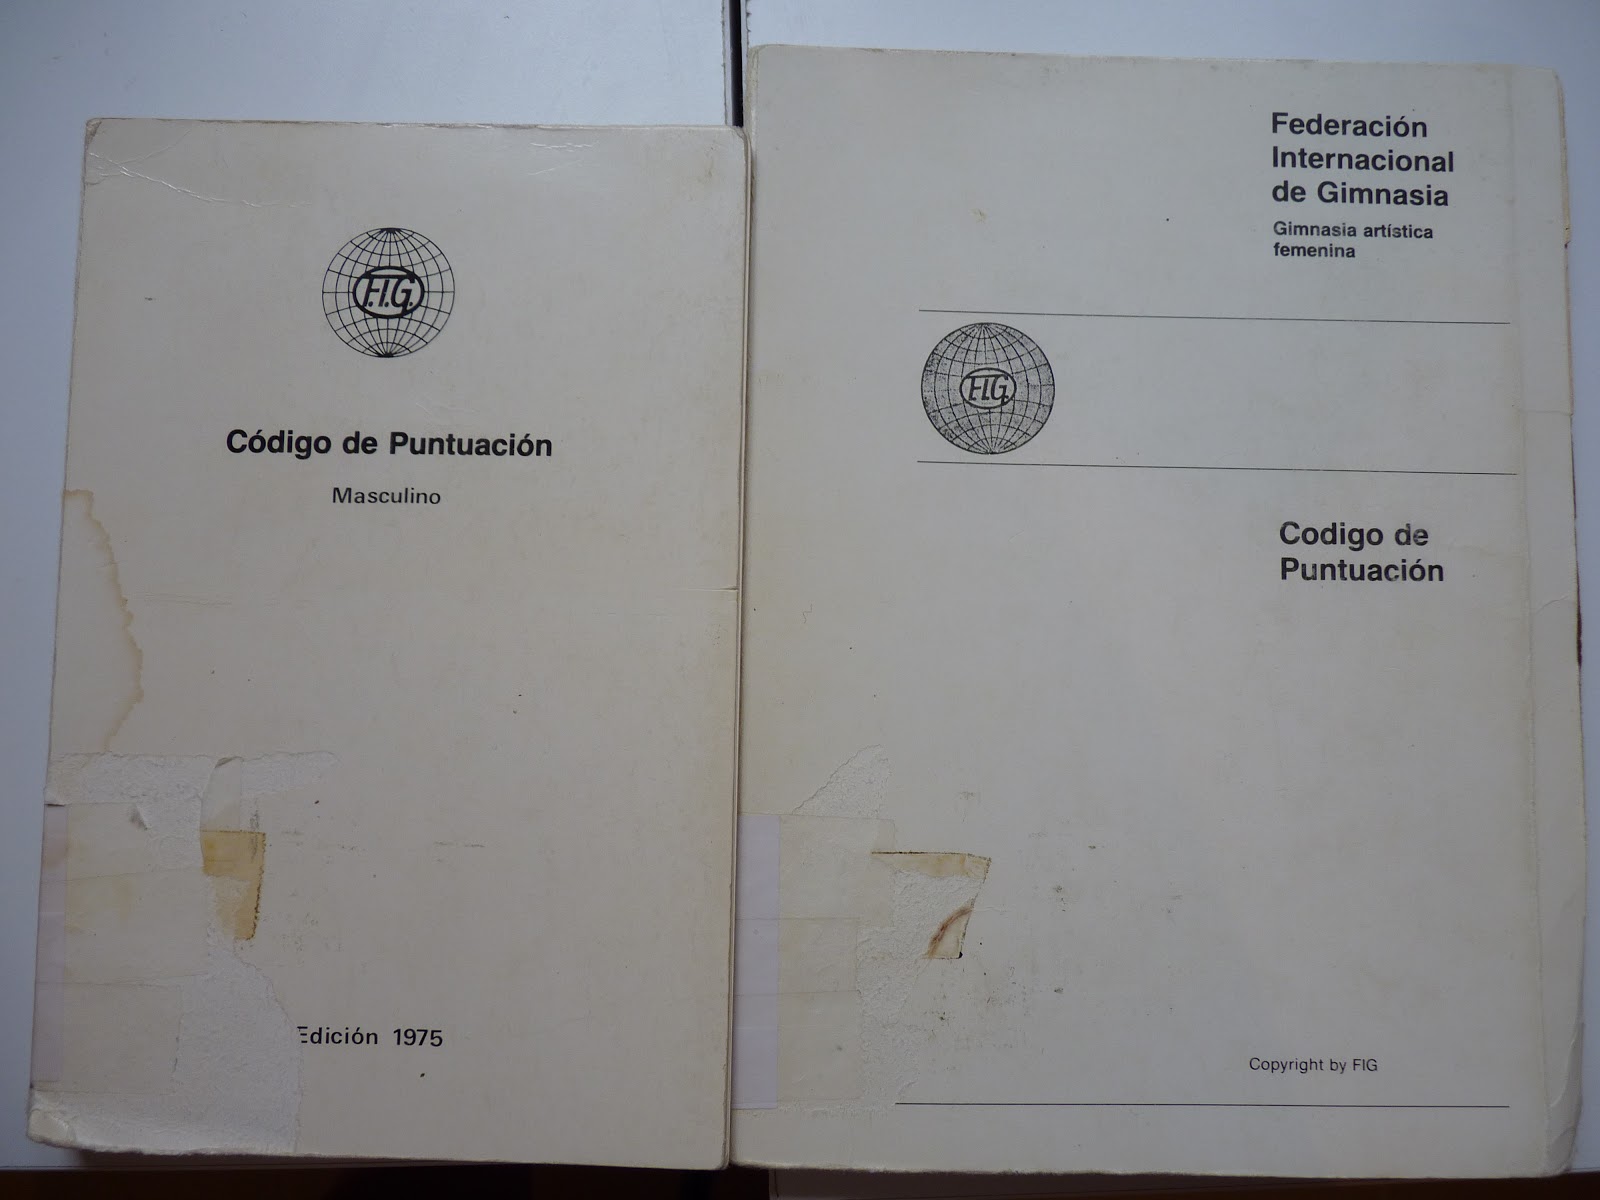 F.I.G.
Código de Puntuación
Masculino
Edición 1975
Federación
Internacional
de Gimnasia
Gimnasia artística
femenina
F.I.G.
Codigo de
Puntuación
Copyright by FIG